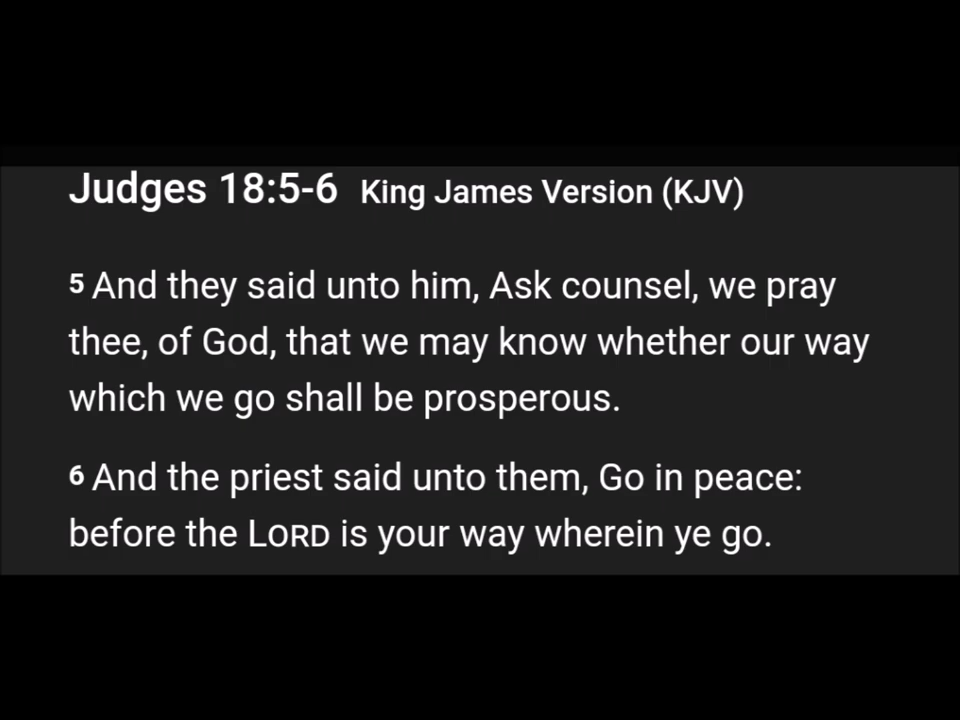 Judges 18:5-6 King James Version (KJV)
5 And they said unto him, Ask counsel, we pray
thee, of God, that we may know whether our way
which we go shall be prosperous.
6 And the priest said unto them, Go in peace:
before the LORD is your way wherein ye go.